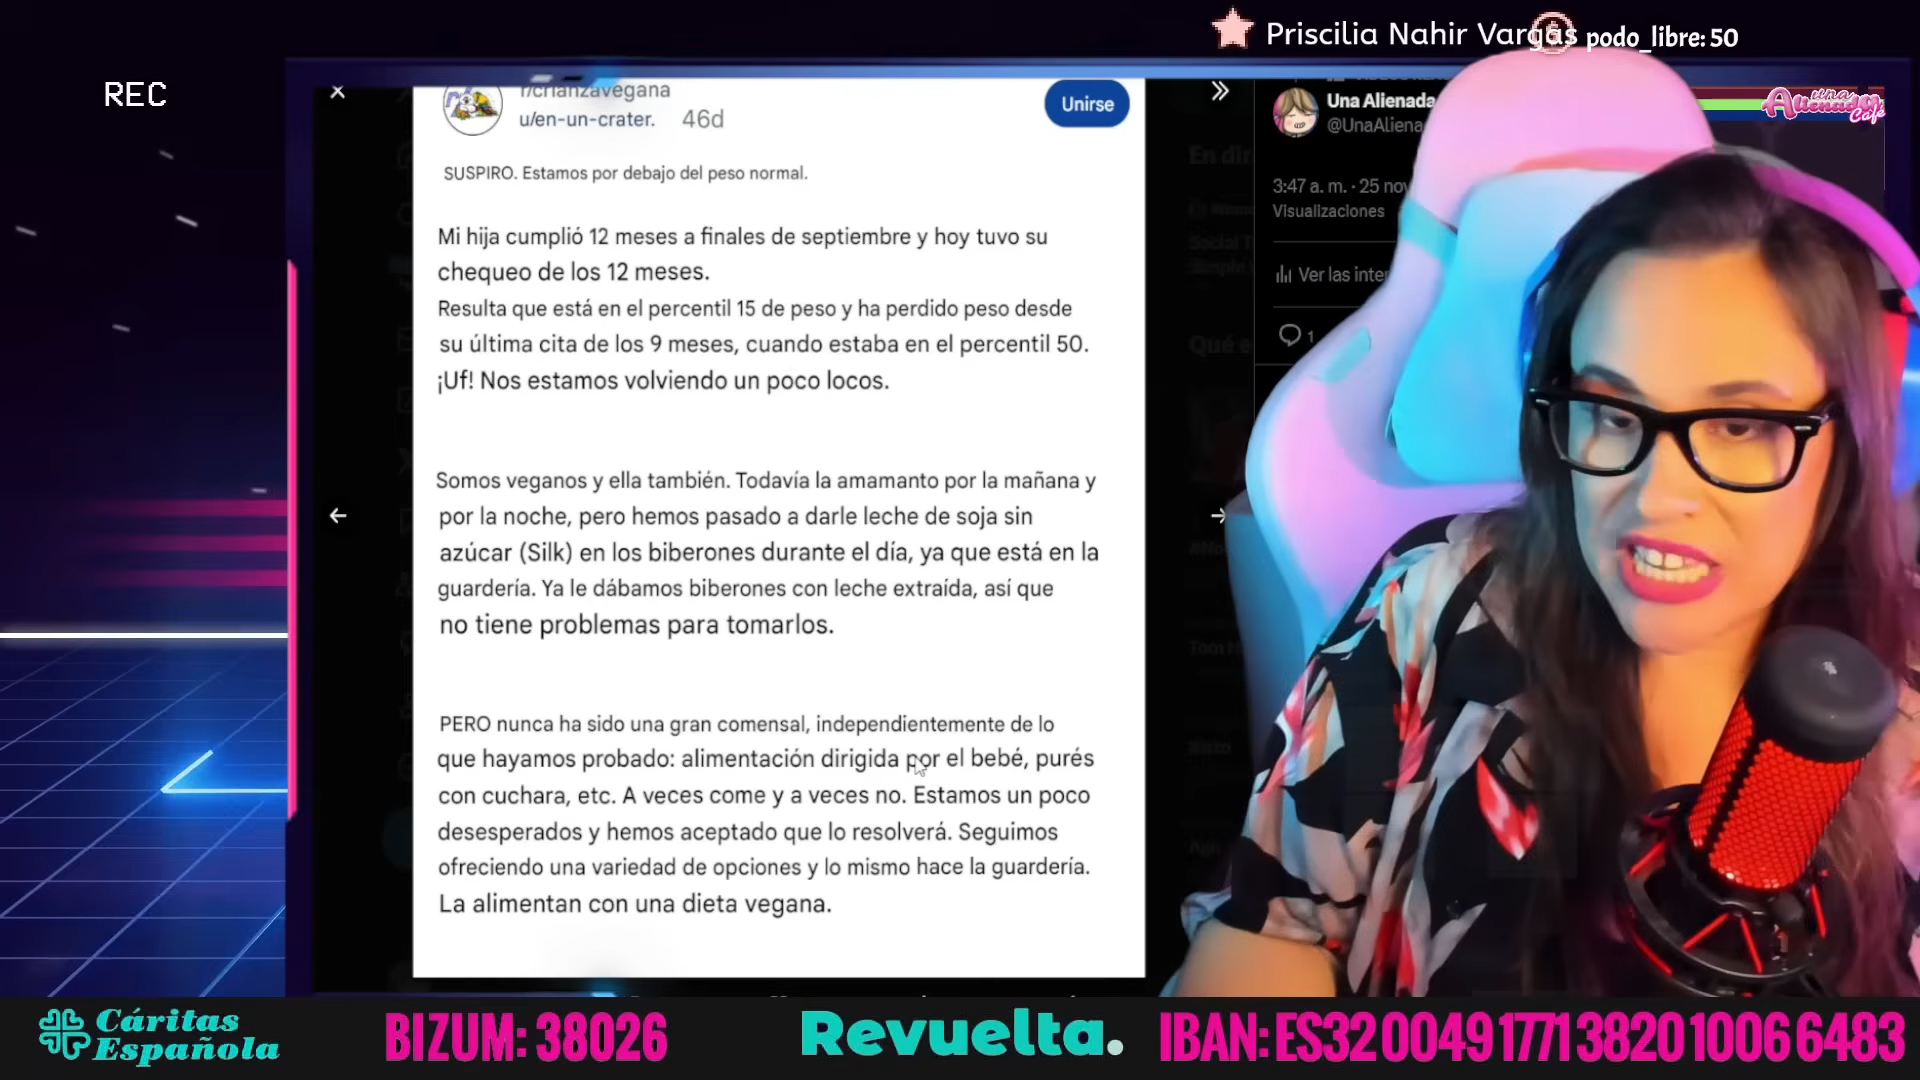 Priscilia Nahir Vargas podo_libre: 50
REC
r/crianzavegana
u/en-un-crater. 46d
Unirse
SUSPIRO. Estamos por debajo del peso normal.
Mi hija cumplió 12 meses a finales de septiembre y hoy tuvo su
chequeo de los 12 meses.
Resulta que está en el percentil 15 de peso y ha perdido peso desde
su última cita de los 9 meses, cuando estaba en el percentil 50.
¡Uf! Nos estamos volviendo un poco locos.
Somos veganos y ella también. Todavía la amamanto por la mañana y
por la noche, pero hemos pasado a darle leche de soja sin
azúcar (Silk) en los biberones durante el día, ya que está en la
guardería. Ya le dábamos biberones con leche extraída, así que
no tiene problemas para tomarlos.
PERO nunca ha sido una gran comensal, independientemente de lo
que hayamos probado: alimentación dirigida por el bebé, purés
con cuchara, etc. A veces come y a veces no. Estamos un poco
desesperados y hemos aceptado que lo resolverá. Seguimos
ofreciendo una variedad de opciones y lo mismo hace la guardería.
La alimentan con una dieta vegana.
En dir
Una Alienada
@UnaAliena
3:47 a. m. · 25 nov
Visualizaciones
Ver las inter
1
Qué e
una Alienada Café
Cáritas
Española
BIZUM: 38026
Revuelta.
IBAN: ES32 0049 1771 3820 1006 6483